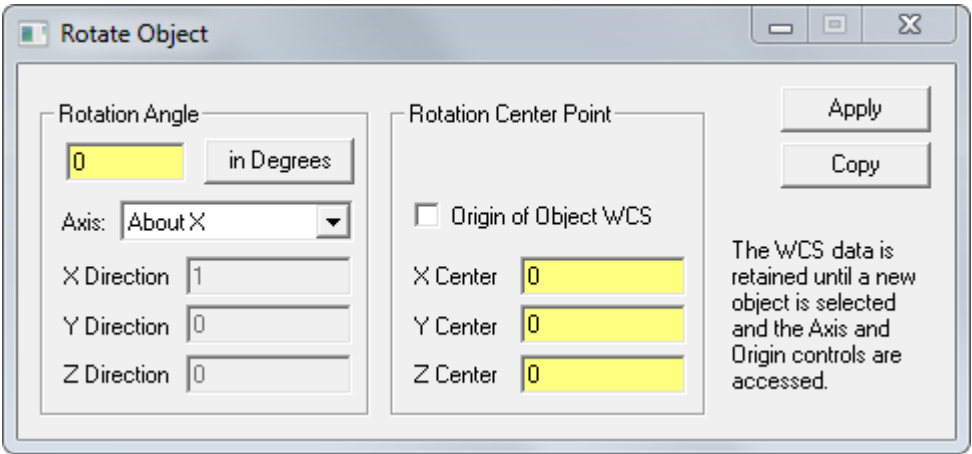 Rotate Object
Rotation Angle
0
in Degrees
Axis: About X
X Direction 1
Y Direction 0
Z Direction 0
Rotation Center Point
Origin of Object WCS
X Center 0
Y Center 0
Z Center 0
Apply
Copy
The WCS data is
retained until a new
object is selected
and the Axis and
Origin controls are
accessed.